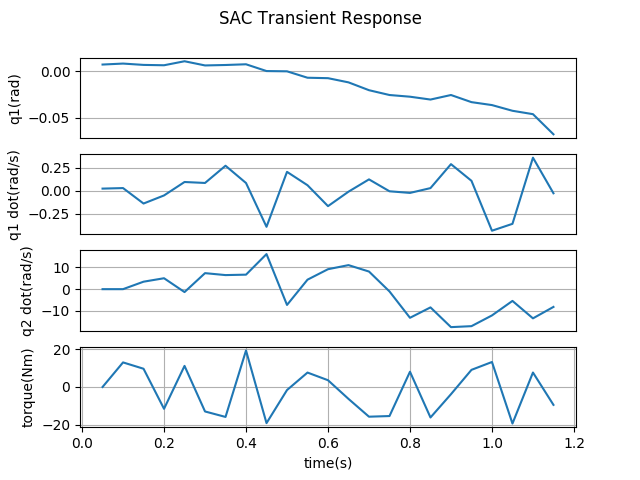 SAC Transient Response
q1(rad)
0.00
−0.05
q1 dot(rad/s)
0.25
0.00
−0.25
q2 dot(rad/s)
10
0
−10
torque(Nm)
20
0
−20
0.0 0.2 0.4 0.6 0.8 1.0 1.2
time(s)